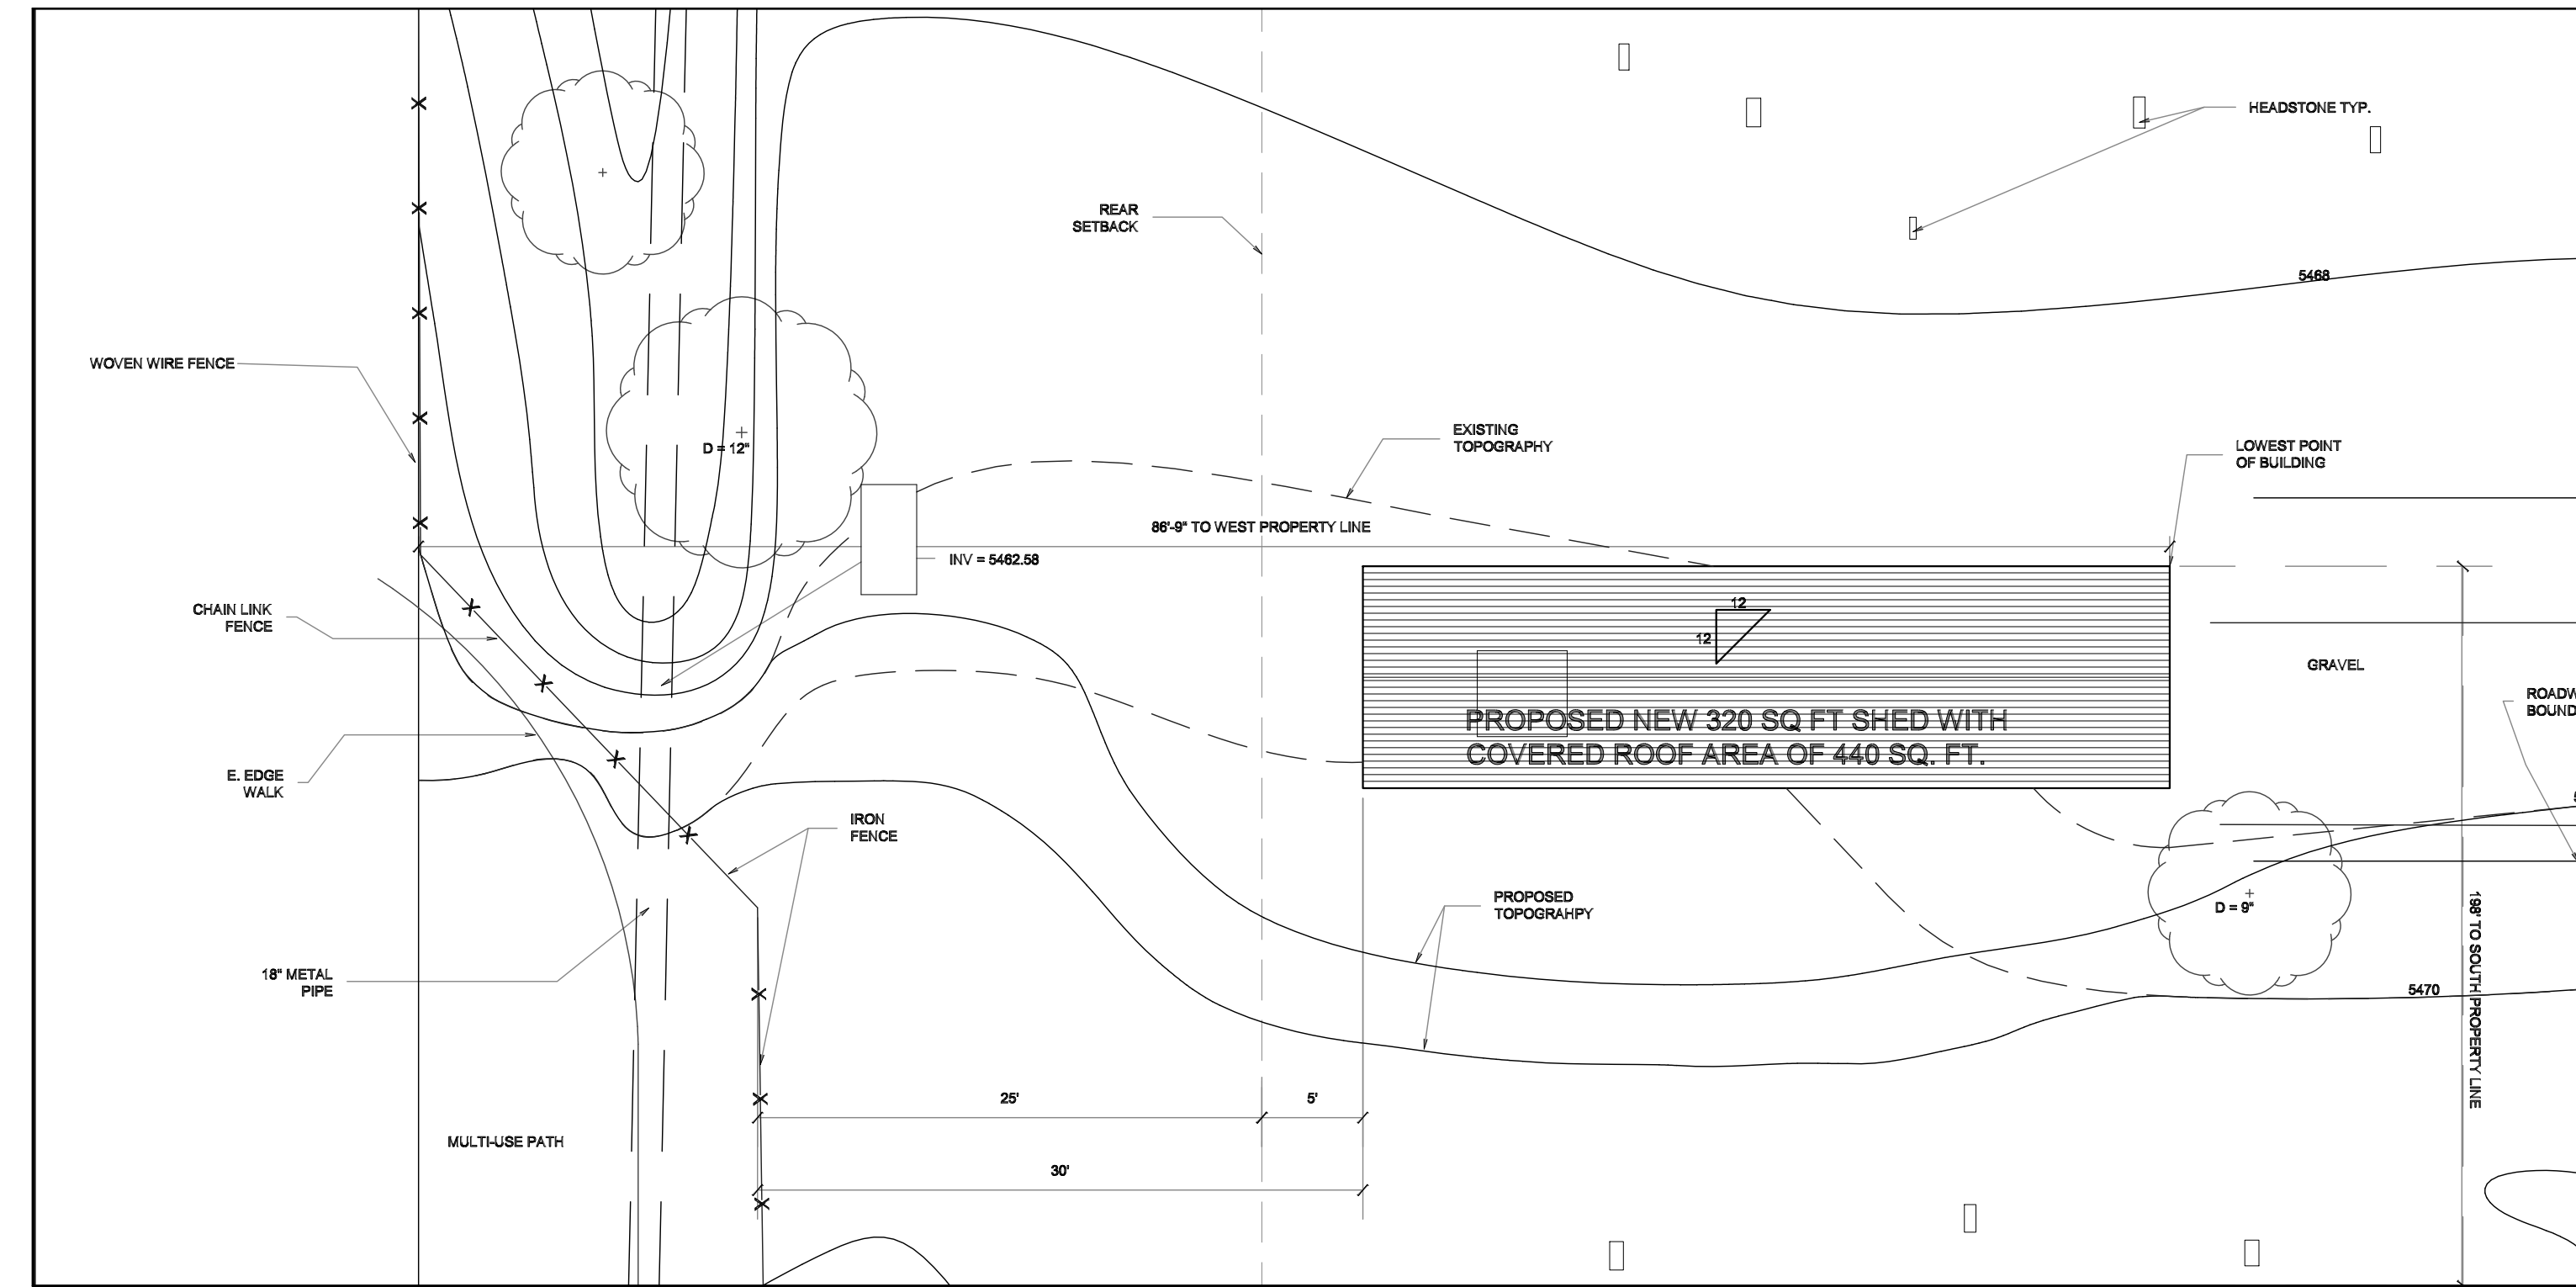 HEADSTONE TYP.
REAR
SETBACK
5468
WOVEN WIRE FENCE
EXISTING
TOPOGRAPHY
LOWEST POINT
OF BUILDING
D = 12"
86'-9" TO WEST PROPERTY LINE
INV = 5462.58
CHAIN LINK
FENCE
12
12
GRAVEL
PROPOSED NEW 320 SQ FT SHED WITH
COVERED ROOF AREA OF 440 SQ. FT.
ROADW
BOUND
E. EDGE
WALK
IRON
FENCE
PROPOSED
TOPOGRAHPY
D = 9"
198' TO SOUTH PROPERTY LINE
18" METAL
PIPE
5470
25'
5'
MULTI-USE PATH
30'